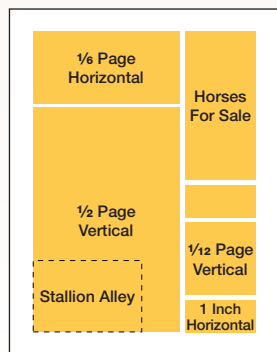 ⅙ Page
Horizontal
Horses
For Sale
½ Page
Vertical
1/12 Page
Vertical
Stallion Alley
1 Inch
Horizontal